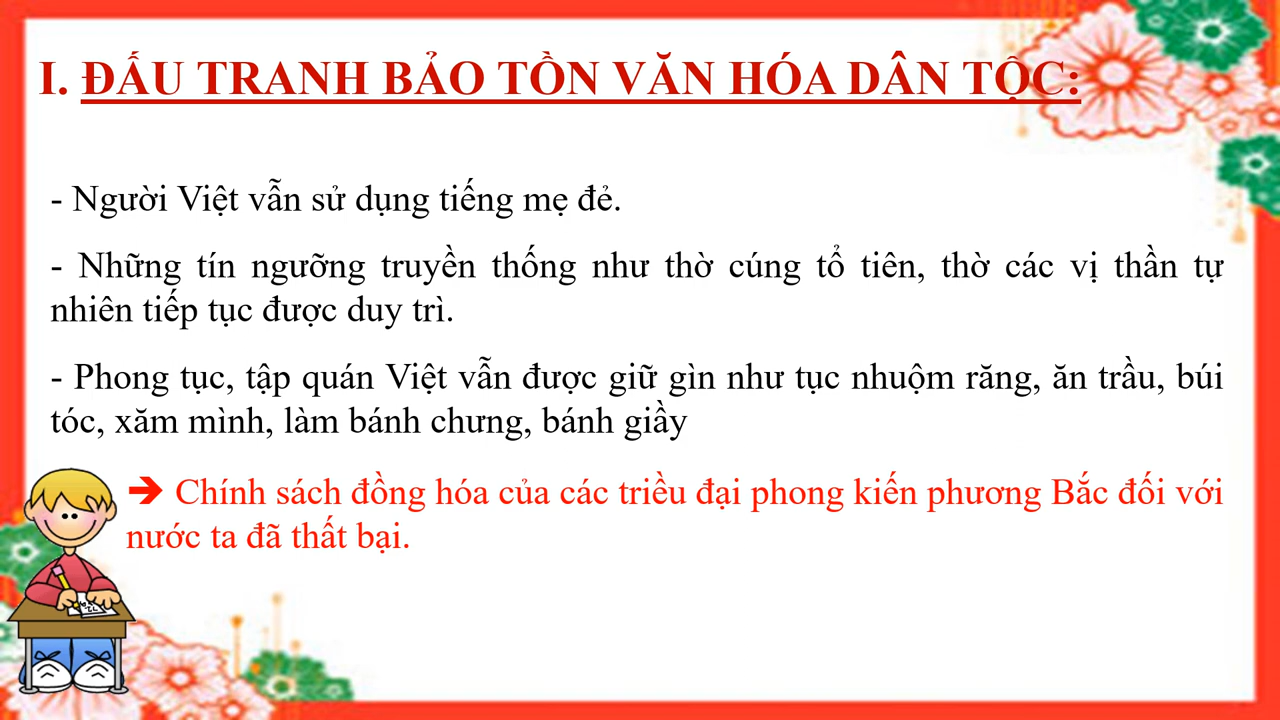 I. ĐẤU TRANH BẢO TỒN VĂN HÓA DÂN TỘC:
- Người Việt vẫn sử dụng tiếng mẹ đẻ.
- Những tín ngưỡng truyền thống như thờ cúng tổ tiên, thờ các vị thần tự
nhiên tiếp tục được duy trì.
- Phong tục, tập quán Việt vẫn được giữ gìn như tục nhuộm răng, ăn trầu, búi
tóc, xăm mình, làm bánh chưng, bánh giầy
➔ Chính sách đồng hóa của các triều đại phong kiến phương Bắc đối với
nước ta đã thất bại.